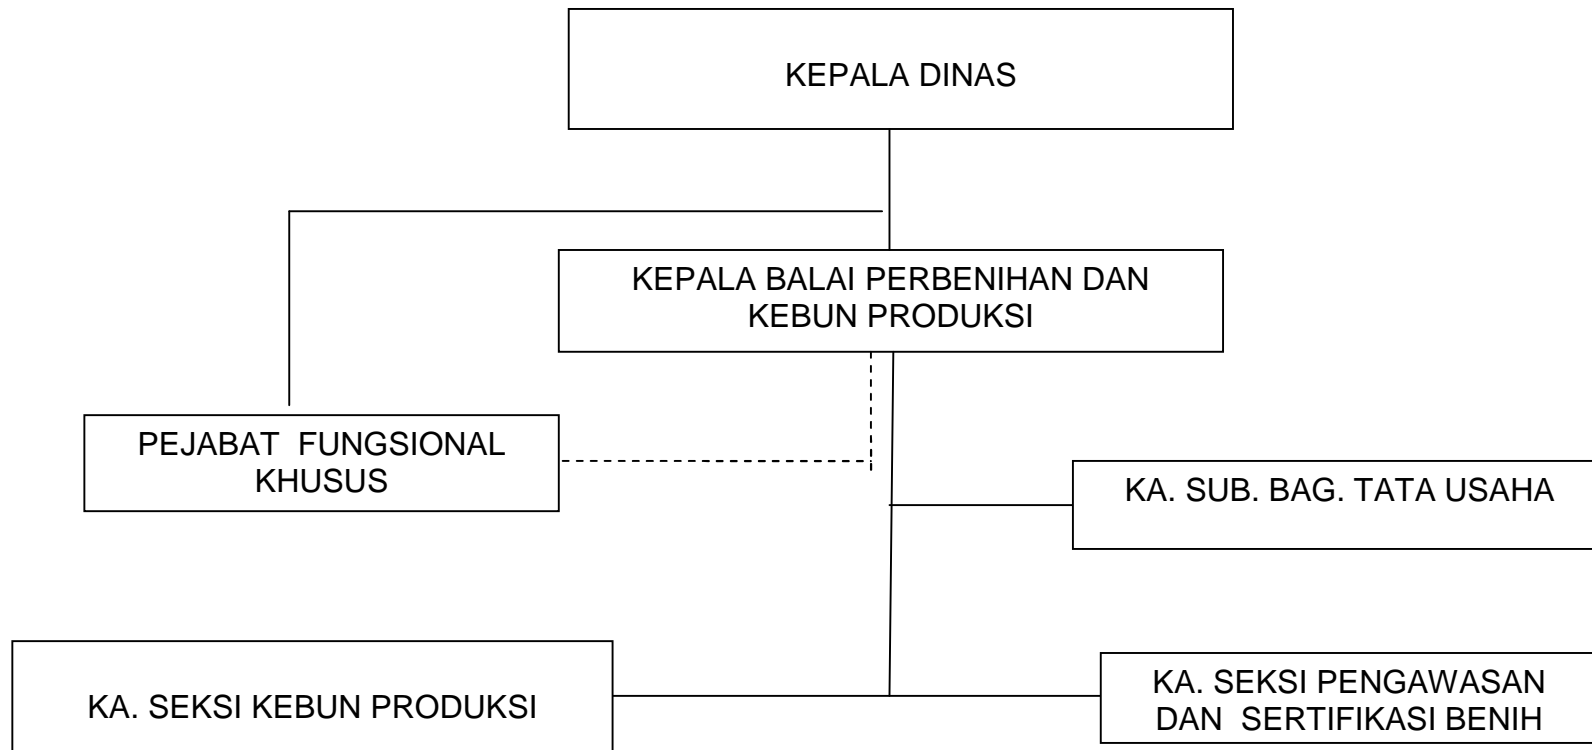 KEPALA DINAS
KEPALA BALAI PERBENIHAN DAN
KEBUN PRODUKSI
PEJABAT  FUNGSIONAL
KHUSUS
KA. SUB. BAG. TATA USAHA
KA. SEKSI KEBUN PRODUKSI
KA. SEKSI PENGAWASAN
DAN  SERTIFIKASI BENIH